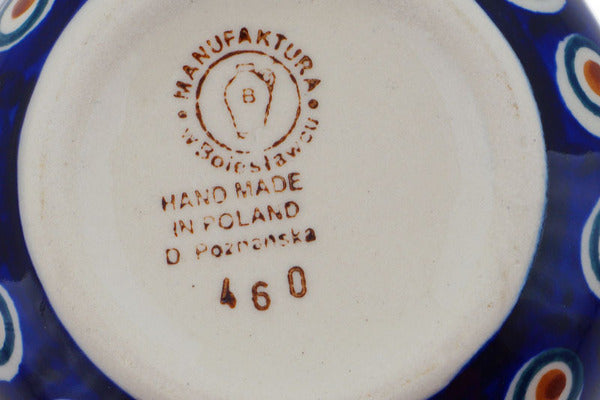 MANUFAKTURA
B
w Bolesławcu
HAND MADE
IN POLAND
D. Poznańska
460